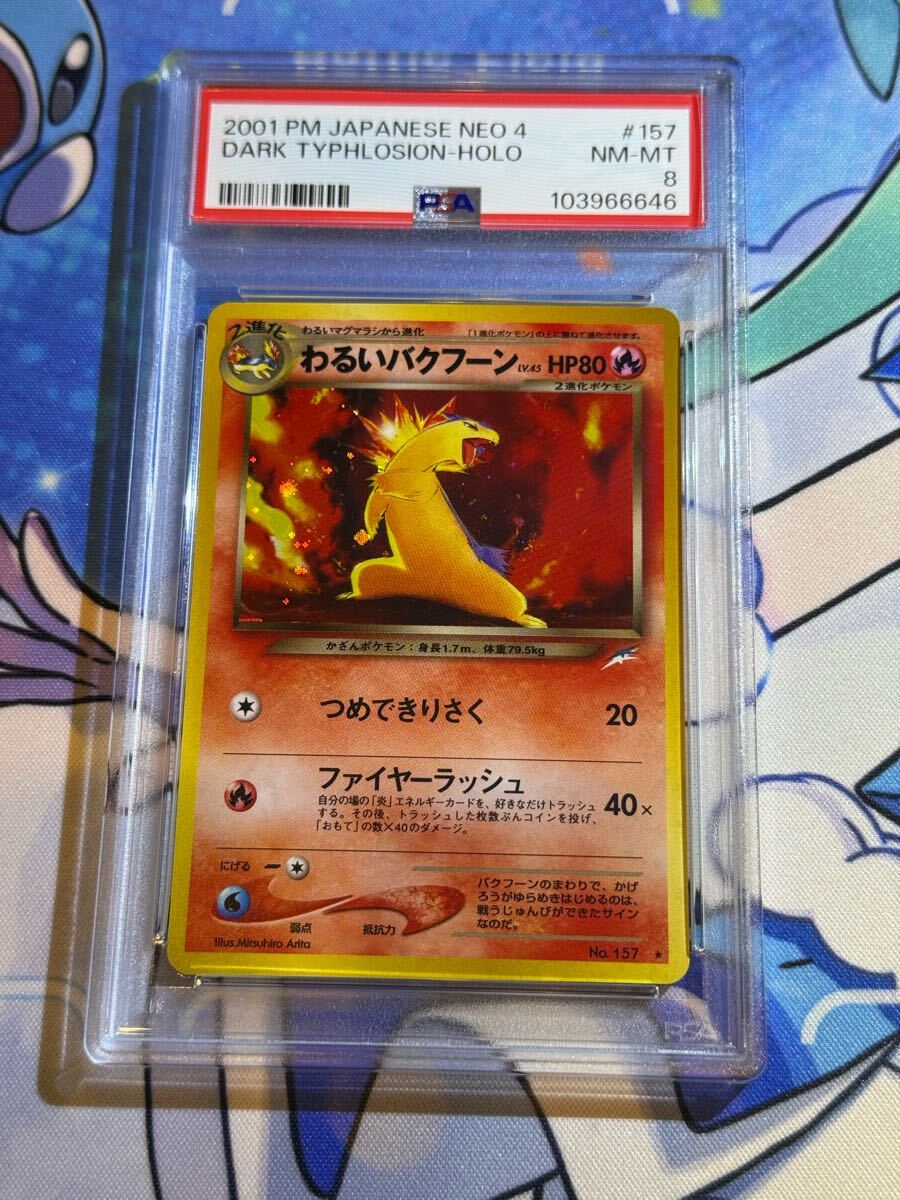 2001 PM JAPANESE NEO 4 #157
DARK TYPHLOSION-HOLO NM-MT
8
PSA 103966646
2進化
わるいマグマラシから進化 「1進化ポケモン」の上に重ねて進化させます。
わるいバクフーン LV.45 HP80
2進化ポケモン
かざんポケモン:身長1.7m、体重79.5kg
つめできりさく 20
ファイヤーラッシュ
自分の場の「炎」エネルギーカードを、好きなだけトラッシュ
する。その後、トラッシュした枚数ぶんコインを投げ、
「おもて」の数×40のダメージ。
40×
にげる
弱点 抵抗力
バクフーンのまわりで、かげ
ろうがゆらめきはじめるのは、
戦うじゅんびができたサイン
なのだ。
Illus. Mitsuhiro Arita
No. 157 ★
PSA